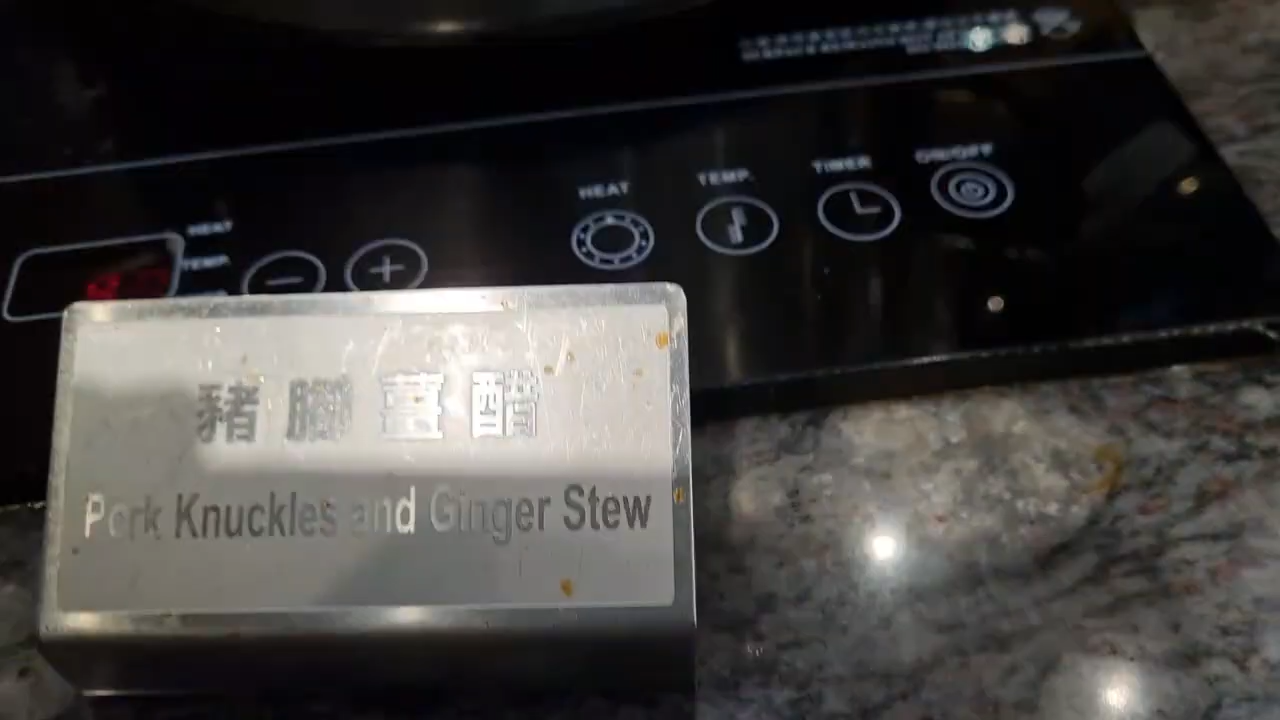 HEAT
TEMP.
TIMER
ON/OFF
HEAT
TEMP.
豬腳薑醋
Pork Knuckles and Ginger Stew